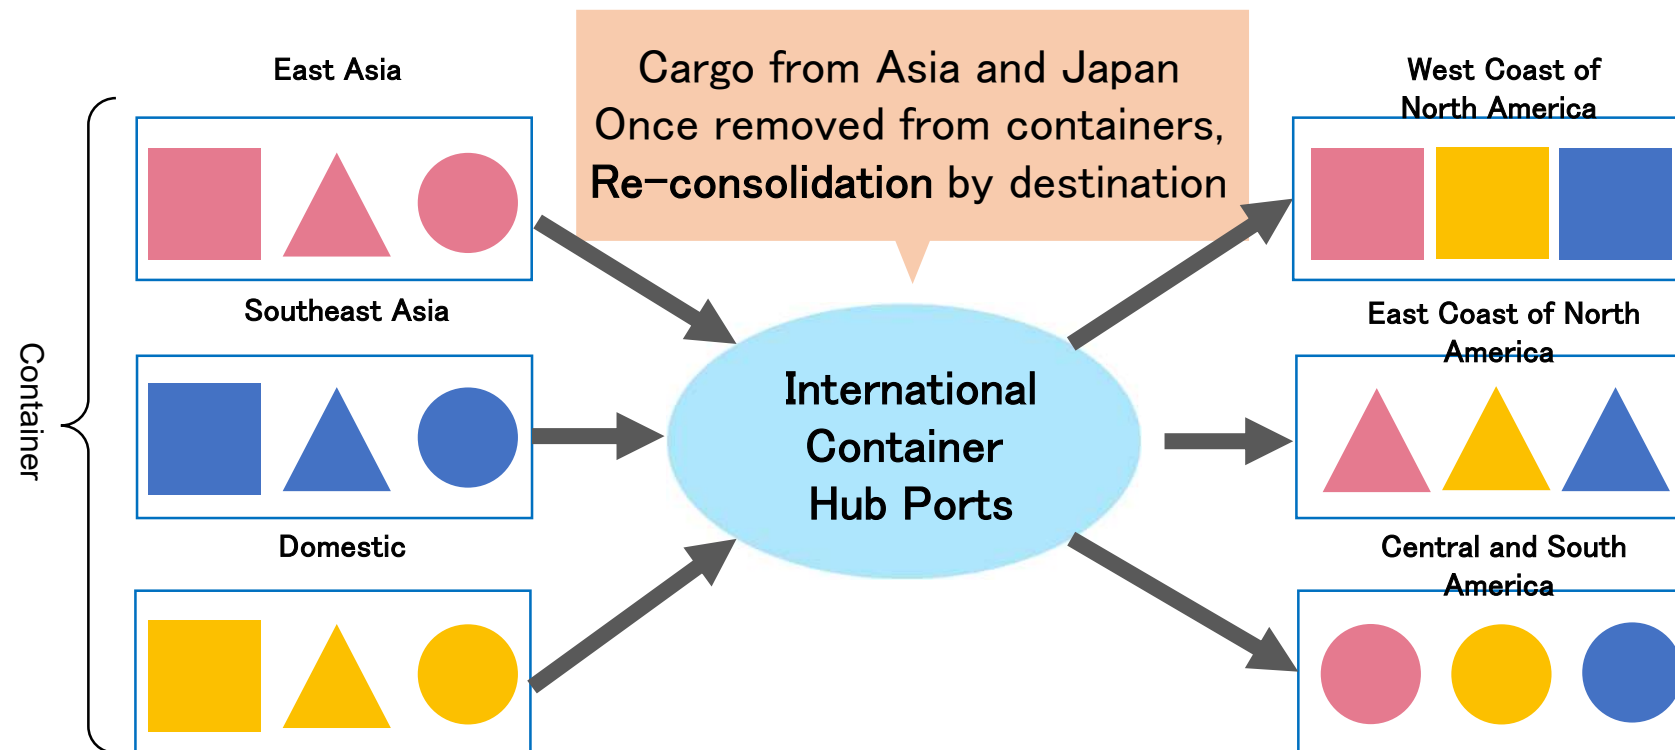 Container
East Asia
Southeast Asia
Domestic
Cargo from Asia and Japan
Once removed from containers,
Re-consolidation by destination
International
Container
Hub Ports
West Coast of
North America
East Coast of North
America
Central and South
America